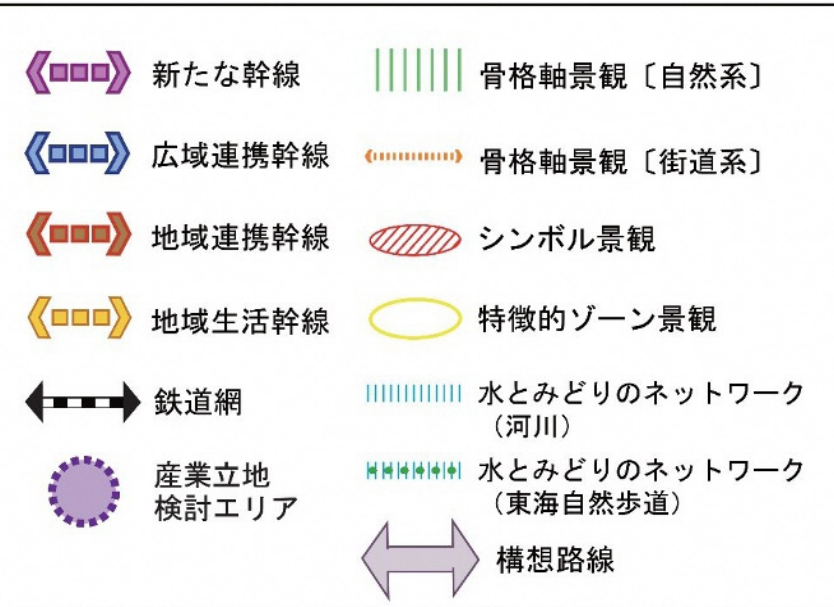 新たな幹線
広域連携幹線
地域連携幹線
地域生活幹線
鉄道網
産業立地
検討エリア
骨格軸景観〔自然系〕
骨格軸景観〔街道系〕
シンボル景観
特徴的ゾーン景観
水とみどりのネットワーク
（河川）
水とみどりのネットワーク
（東海自然歩道）
構想路線